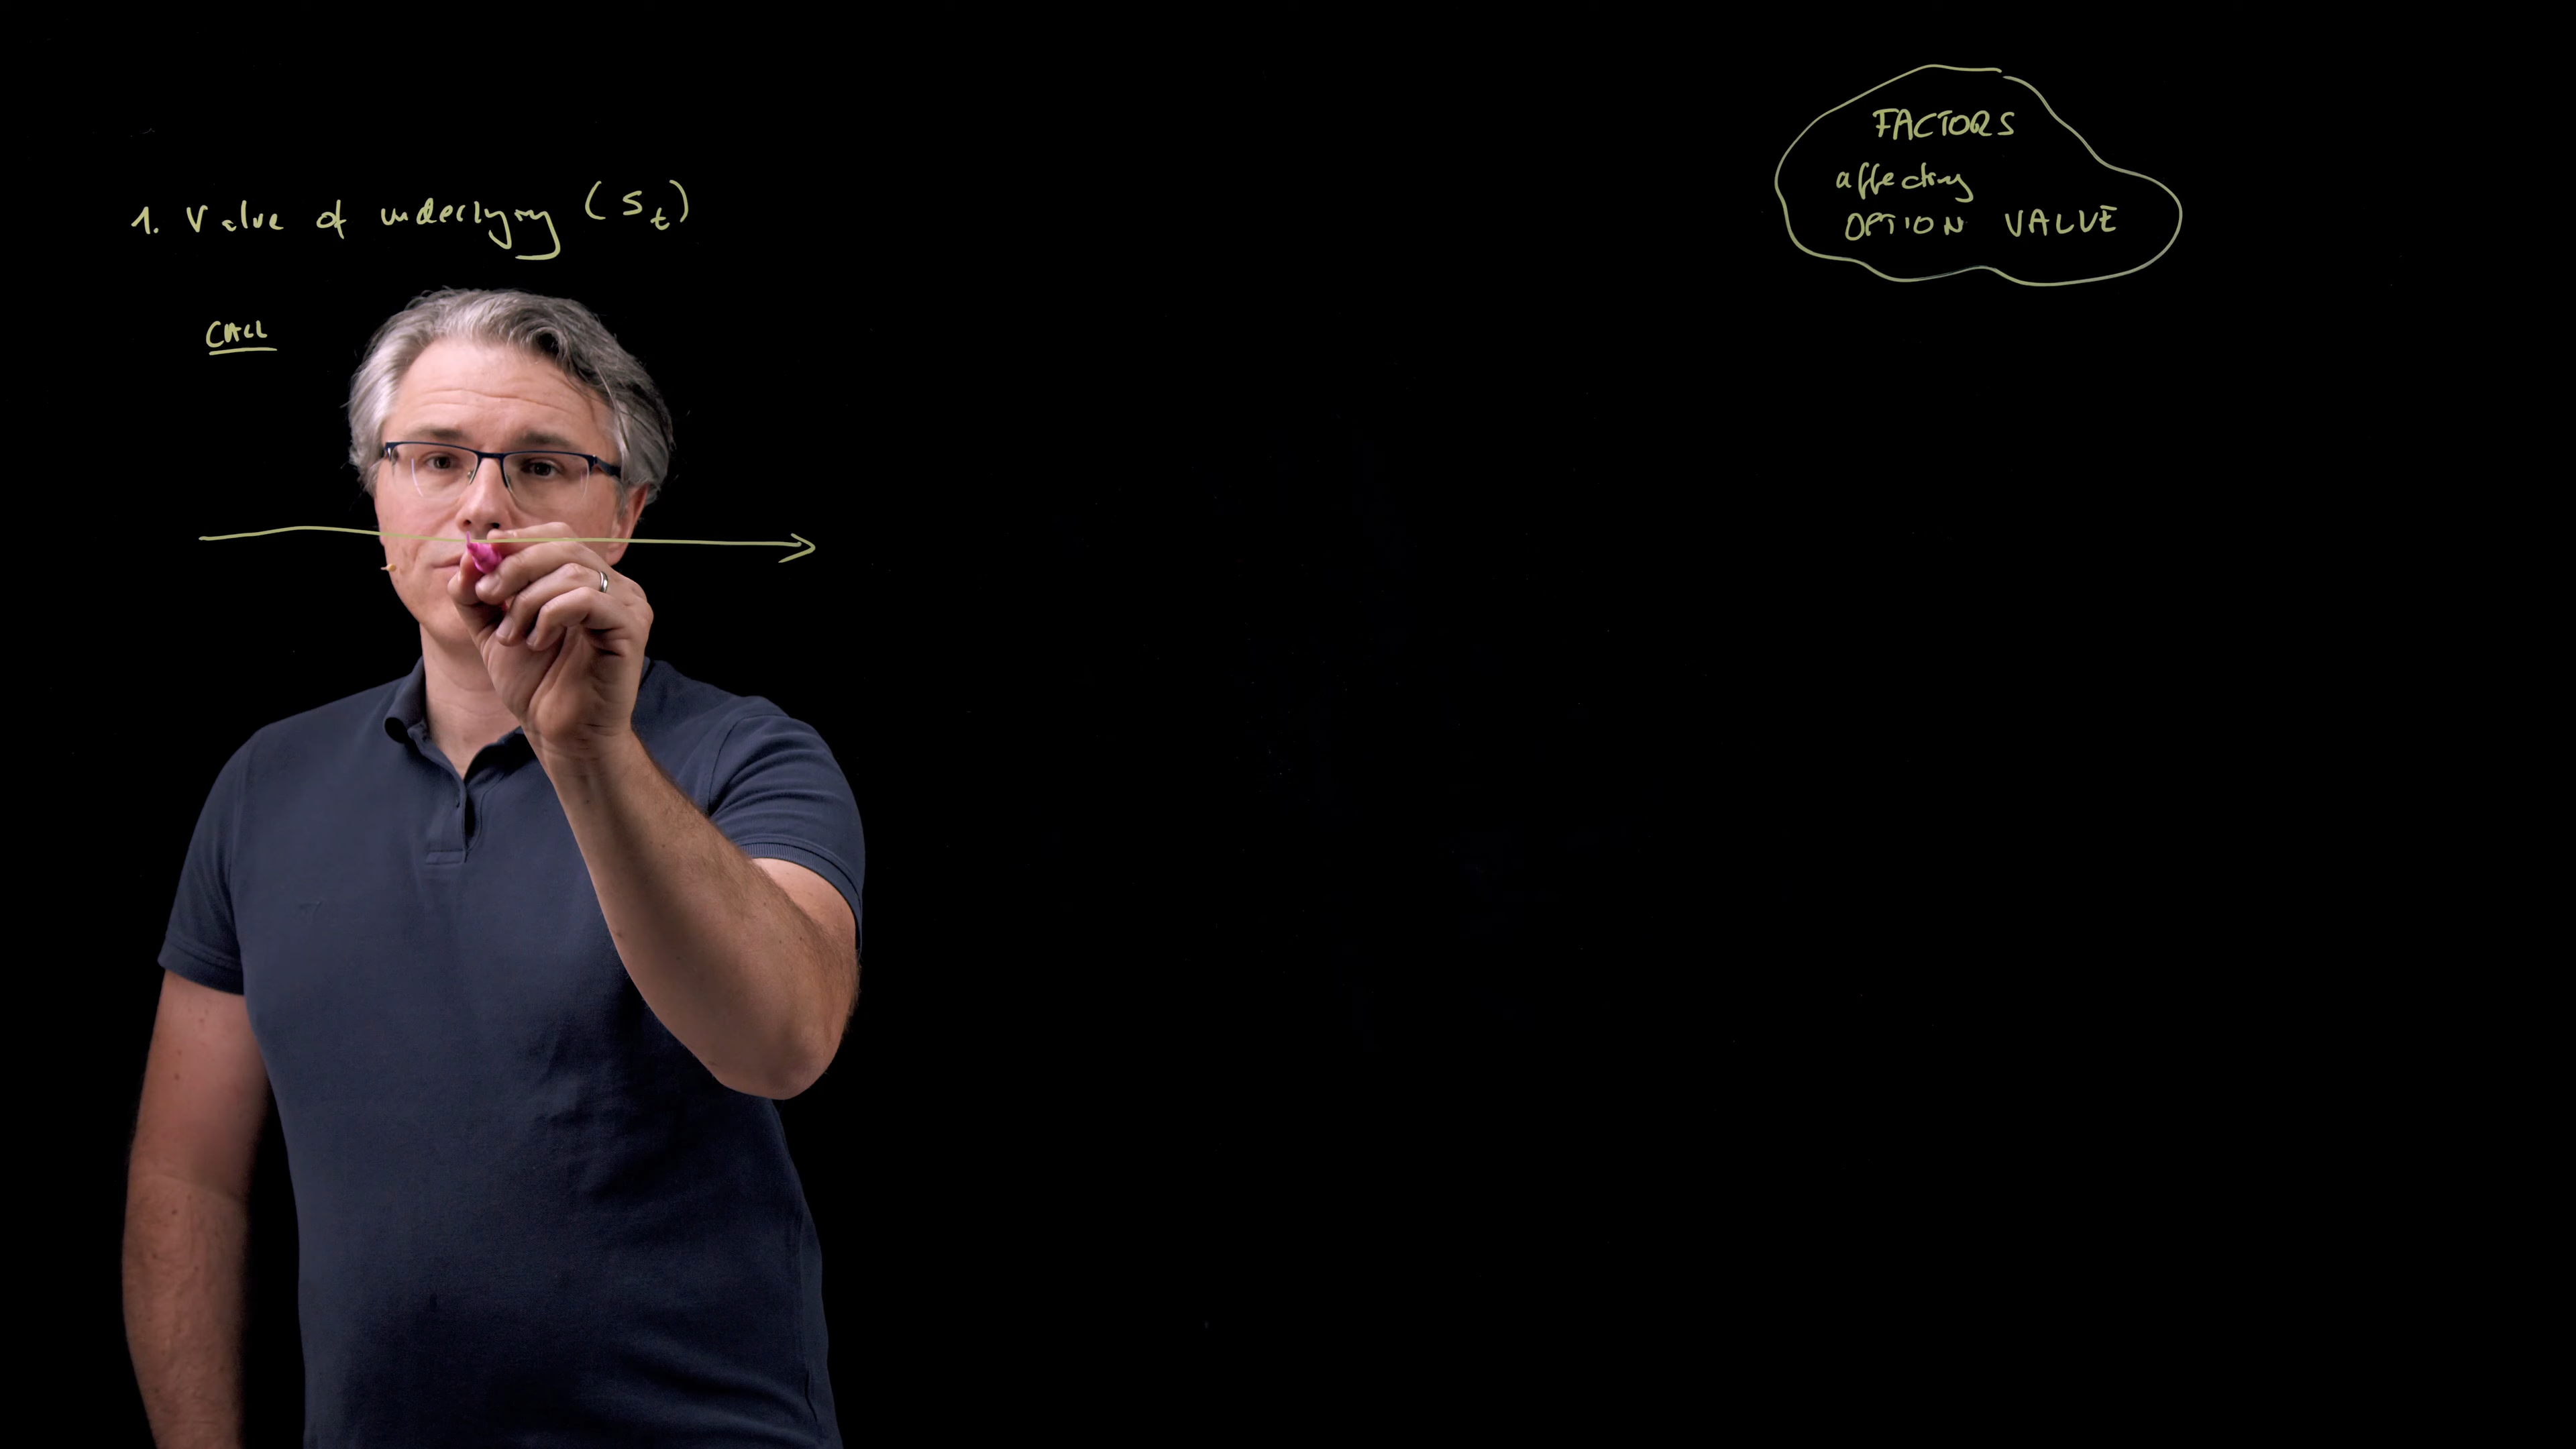 1. Value of underlying (St)
CALL
FACTORS
affecting
OPTION VALUE